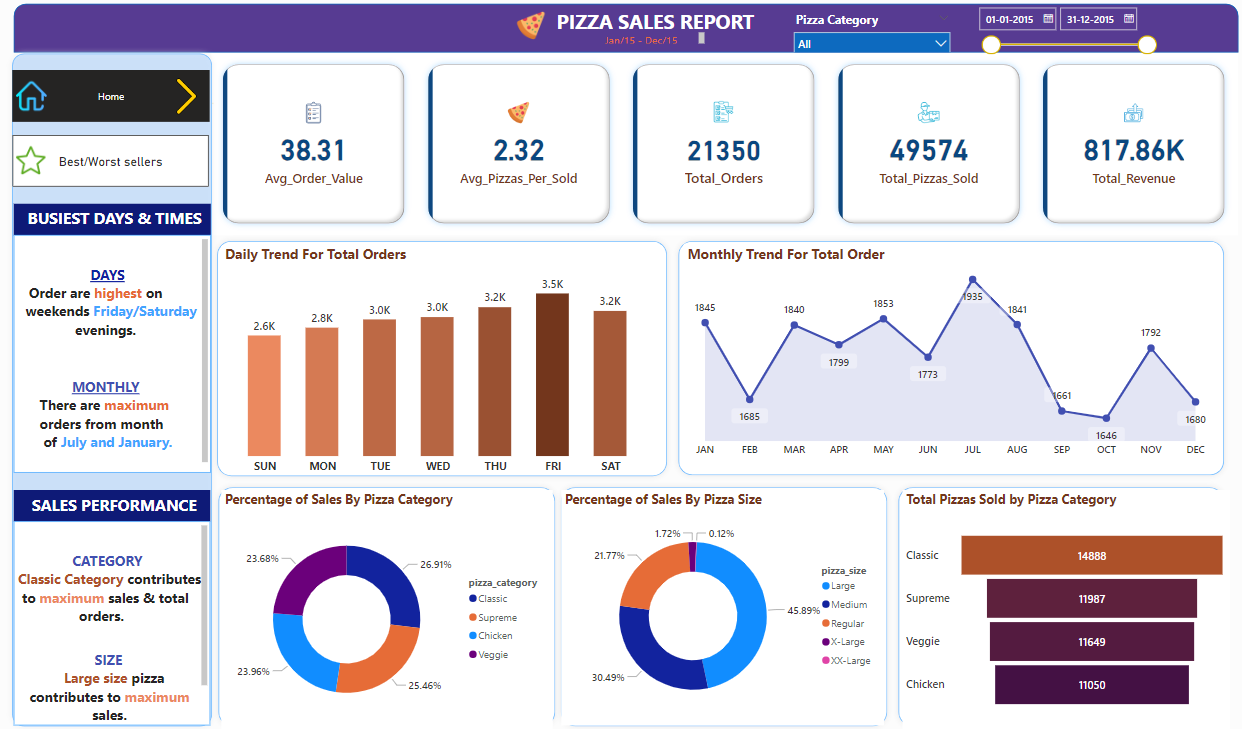 PIZZA SALES REPORT
Jan/15 - Dec/15
Pizza Category
All
01-01-2015
31-12-2015
Home
Best/Worst sellers
BUSIEST DAYS & TIMES
DAYS
Order are highest on
weekends Friday/Saturday
evenings.
MONTHLY
There are maximum
orders from month
of July and January.
SALES PERFORMANCE
CATEGORY
Classic Category contributes
to maximum sales & total
orders.
SIZE
Large size pizza
contributes to maximum
sales.
38.31
Avg_Order_Value
2.32
Avg_Pizzas_Per_Sold
21350
Total_Orders
49574
Total_Pizzas_Sold
817.86K
Total_Revenue
Daily Trend For Total Orders
2.6K
2.8K
3.0K
3.0K
3.2K
3.5K
3.2K
SUN
MON
TUE
WED
THU
FRI
SAT
Monthly Trend For Total Order
1845
1685
1840
1799
1853
1773
1935
1841
1661
1646
1792
1680
JAN
FEB
MAR
APR
MAY
JUN
JUL
AUG
SEP
OCT
NOV
DEC
Percentage of Sales By Pizza Category
23.68%
26.91%
23.96%
25.46%
pizza_category
Classic
Supreme
Chicken
Veggie
Percentage of Sales By Pizza Size
1.72%
0.12%
21.77%
45.89%
30.49%
pizza_size
Large
Medium
Regular
X-Large
XX-Large
Total Pizzas Sold by Pizza Category
Classic
14888
Supreme
11987
Veggie
11649
Chicken
11050